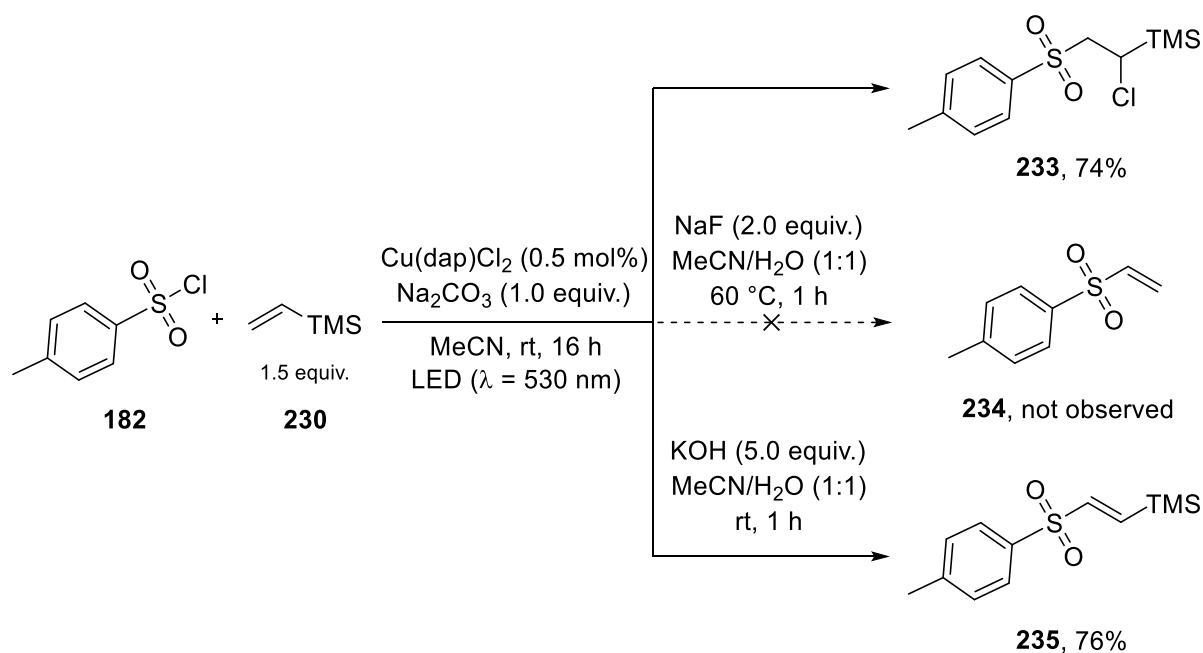 O
S
O
Cl
+
TMS
1.5 equiv.
182
230
Cu(dap)Cl₂ (0.5 mol%)
Na₂CO₃ (1.0 equiv.)
MeCN, rt, 16 h
LED (λ = 530 nm)
O
S
O
TMS
Cl
233, 74%
NaF (2.0 equiv.)
MeCN/H₂O (1:1)
60 °C, 1 h
O
S
O
234, not observed
KOH (5.0 equiv.)
MeCN/H₂O (1:1)
rt, 1 h
O
S
O
TMS
235, 76%